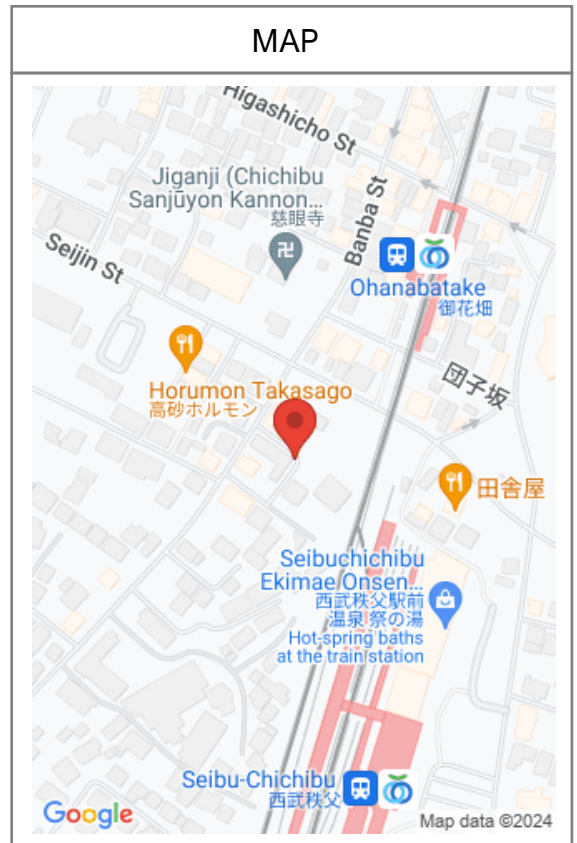 MAP
Higashicho St
Jiganji (Chichibu
Sanjūyon Kannon...
慈眼寺
Banba St
Seijin St
Ohanabatake
御花畑
団子坂
Horumon Takasago
高砂ホルモン
田舎屋
Seibuchichibu
Ekimae Onsen...
西武秩父駅前
温泉 祭の湯
Hot-spring baths
at the train station
Seibu-Chichibu
西武秩父
Google
Map data ©2024